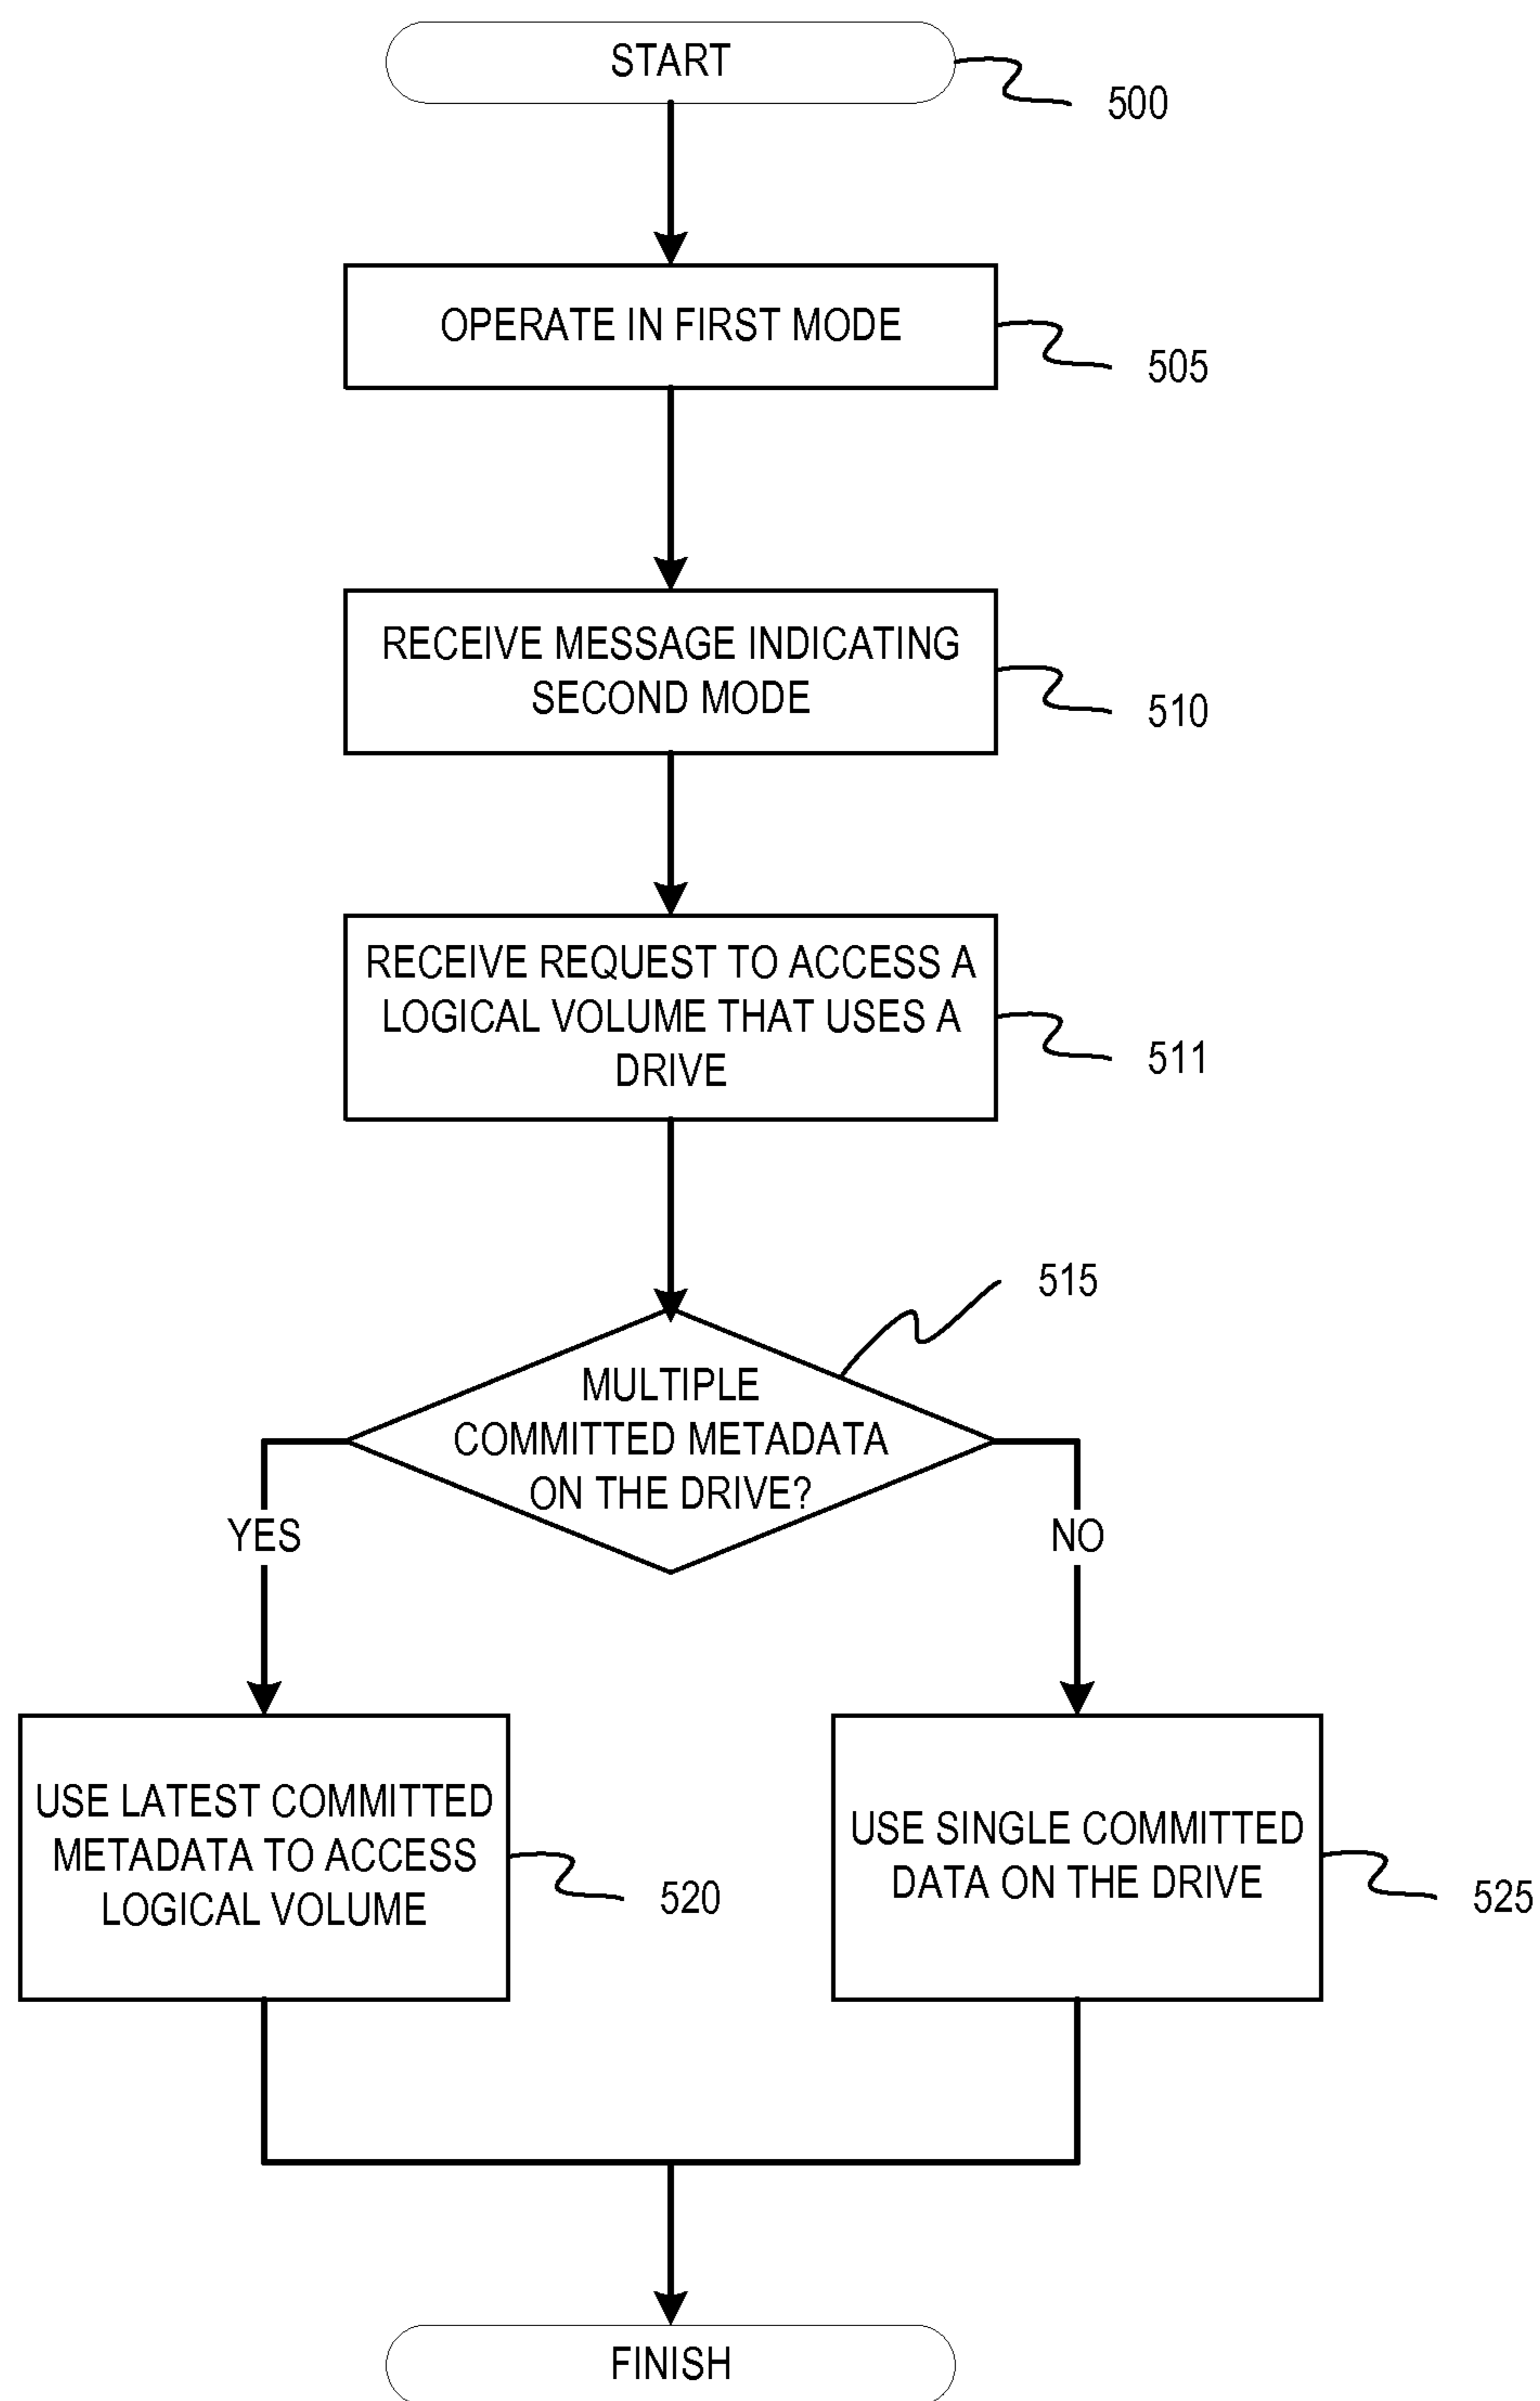 START
500
OPERATE IN FIRST MODE
505
RECEIVE MESSAGE INDICATING
SECOND MODE
510
RECEIVE REQUEST TO ACCESS A
LOGICAL VOLUME THAT USES A
DRIVE
511
515
MULTIPLE
COMMITTED METADATA
ON THE DRIVE?
YES
NO
USE LATEST COMMITTED
METADATA TO ACCESS
LOGICAL VOLUME
520
USE SINGLE COMMITTED
DATA ON THE DRIVE
525
FINISH